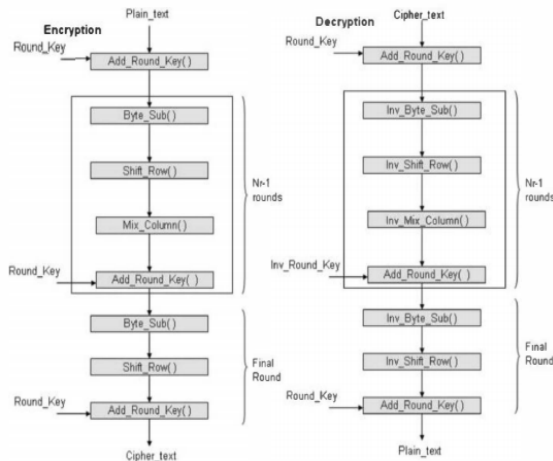 Encryption
Plain_text
Round_Key
Add_Round_Key( )
Byte_Sub( )
Shift_Row( )
Mix_Column( )
Round_Key
Add_Round_Key( )
Nr-1
rounds
Byte_Sub( )
Shift_Row( )
Round_Key
Add_Round_Key( )
Final
Round
Cipher_text
Decryption
Cipher_text
Round_Key
Add_Round_Key( )
Inv_Byte_Sub( )
Inv_Shift_Row( )
Inv_Mix_Column( )
Inv_Round_Key
Add_Round_Key( )
Nr-1
rounds
Inv_Byte_Sub( )
Inv_Shift_Row( )
Round_Key
Add_Round_Key( )
Final
Round
Plain_text